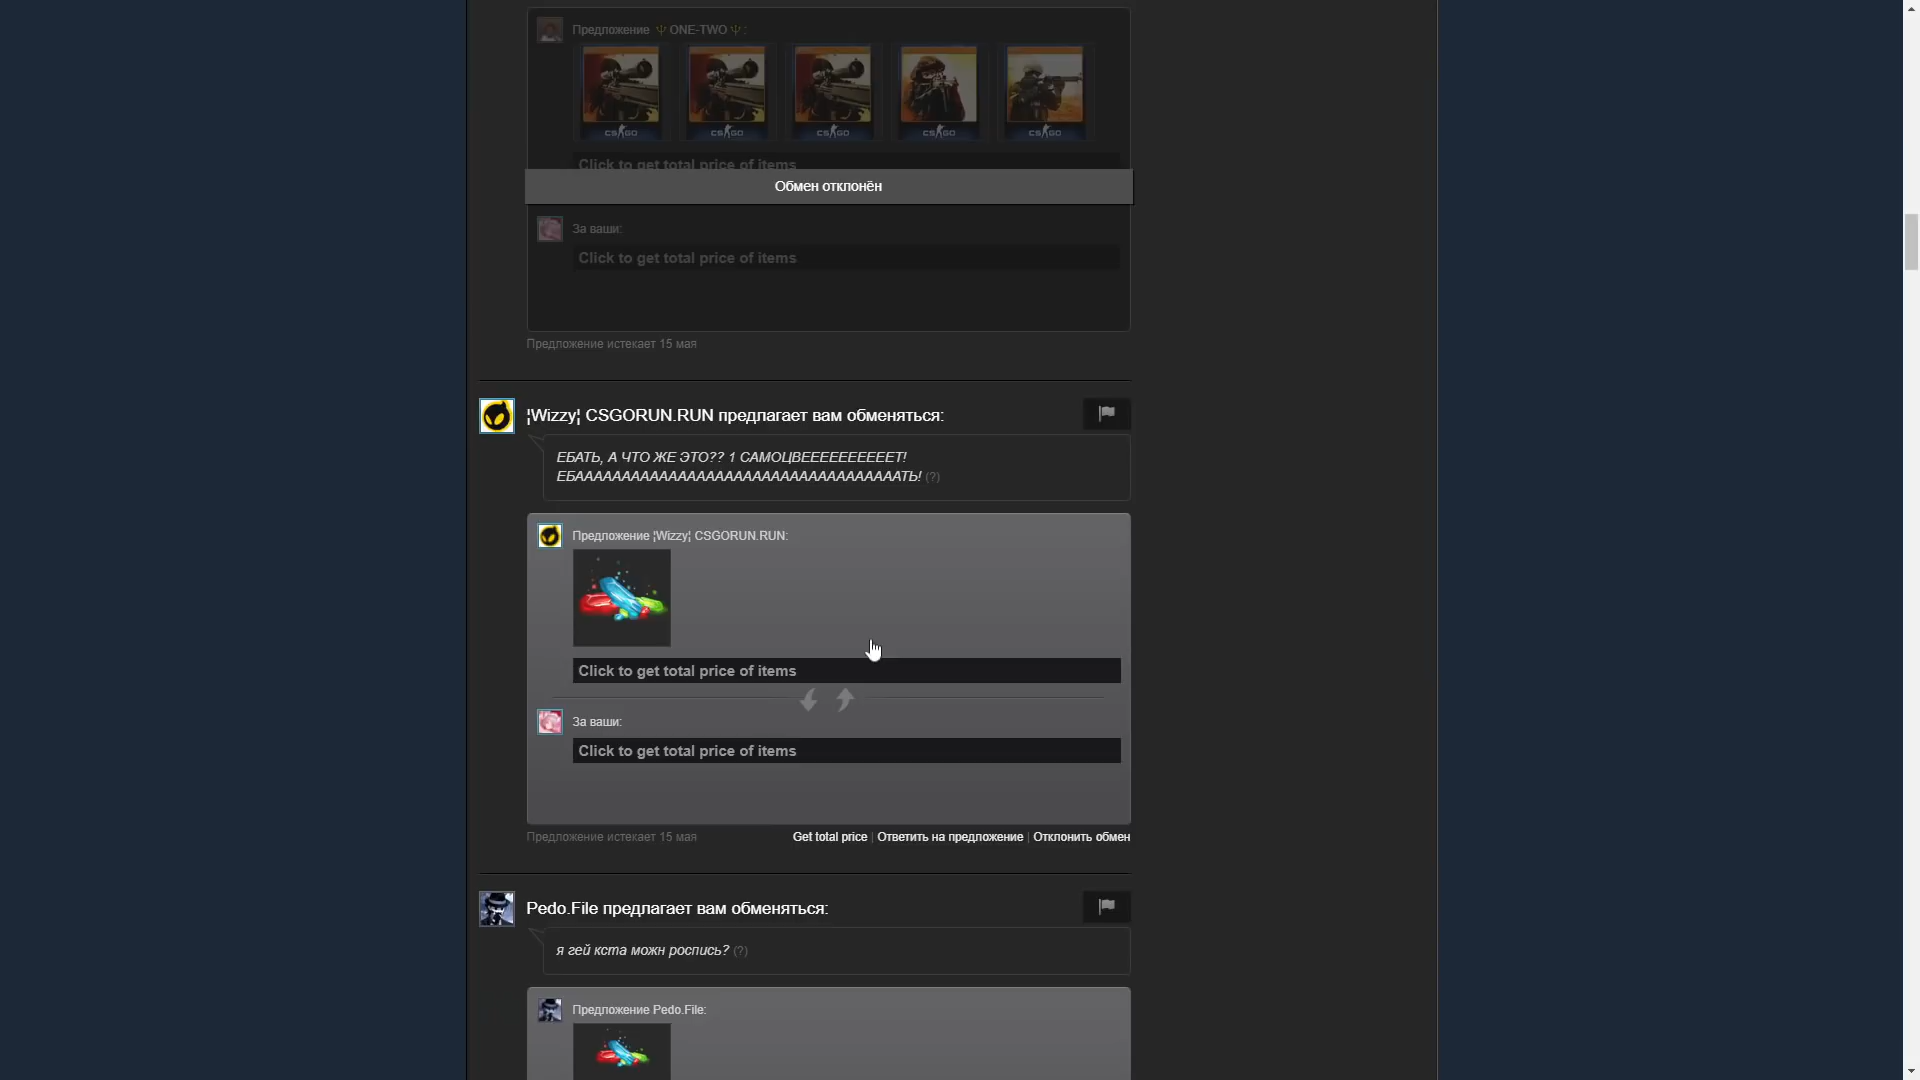 Предложение ♆ ONE-TWO ♆ :
CS GO CS GO CS GO CS GO CS GO
Click to get total price of items
Обмен отклонён
За ваши:
Click to get total price of items
Предложение истекает 15 мая
¦Wizzy¦ CSGORUN.RUN предлагает вам обменяться:
ЕБАТЬ, А ЧТО ЖЕ ЭТО?? 1 САМОЦВЕЕЕЕЕЕЕЕЕЕТ!
ЕБАААААААААААААААААААААААААААААААААААТЬ! (?)
Предложение ¦Wizzy¦ CSGORUN.RUN:
Click to get total price of items
За ваши:
Click to get total price of items
Предложение истекает 15 мая
Get total price | Ответить на предложение | Отклонить обмен
Pedo.File предлагает вам обменяться:
я гей кста можн роспись? (?)
Предложение Pedo.File: